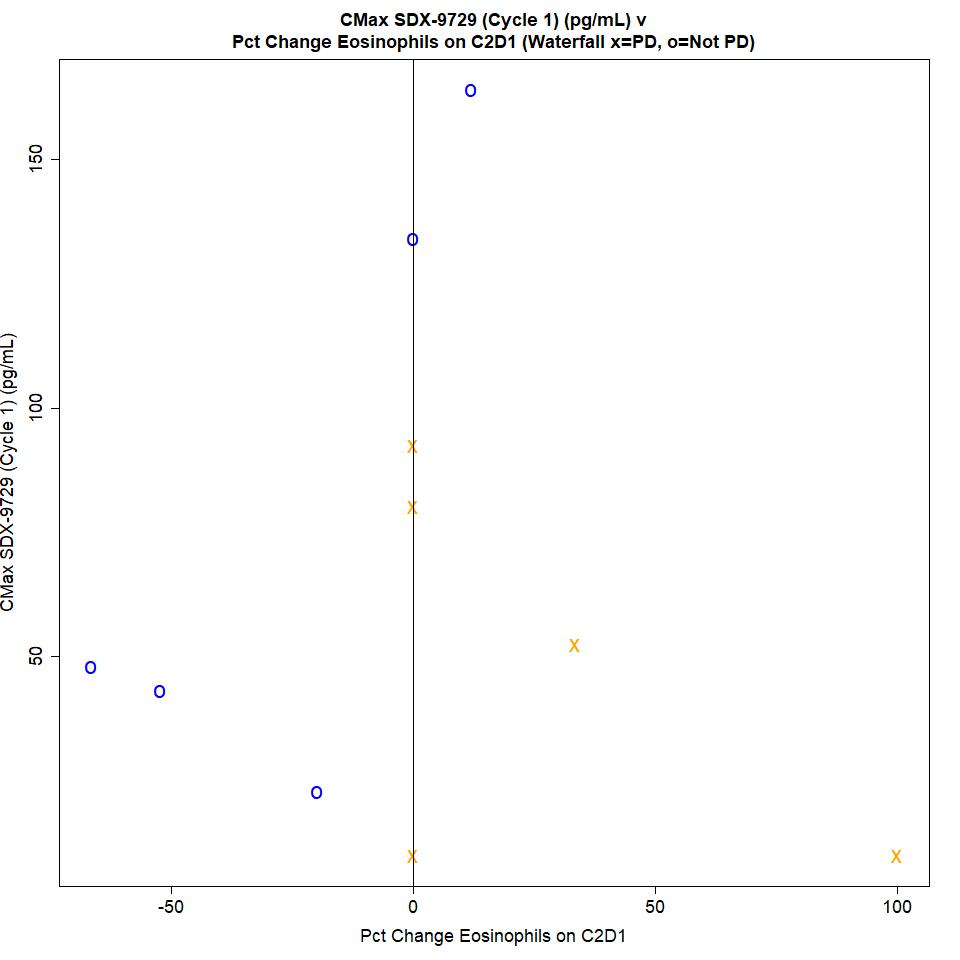 CMax SDX-9729 (Cycle 1) (pg/mL) v
Pct Change Eosinophils on C2D1 (Waterfall x=PD, o=Not PD)
CMax SDX-9729 (Cycle 1) (pg/mL)
150
100
50
O
O
X
X
X
O
O
O
X
X
-50
0
50
100
Pct Change Eosinophils on C2D1